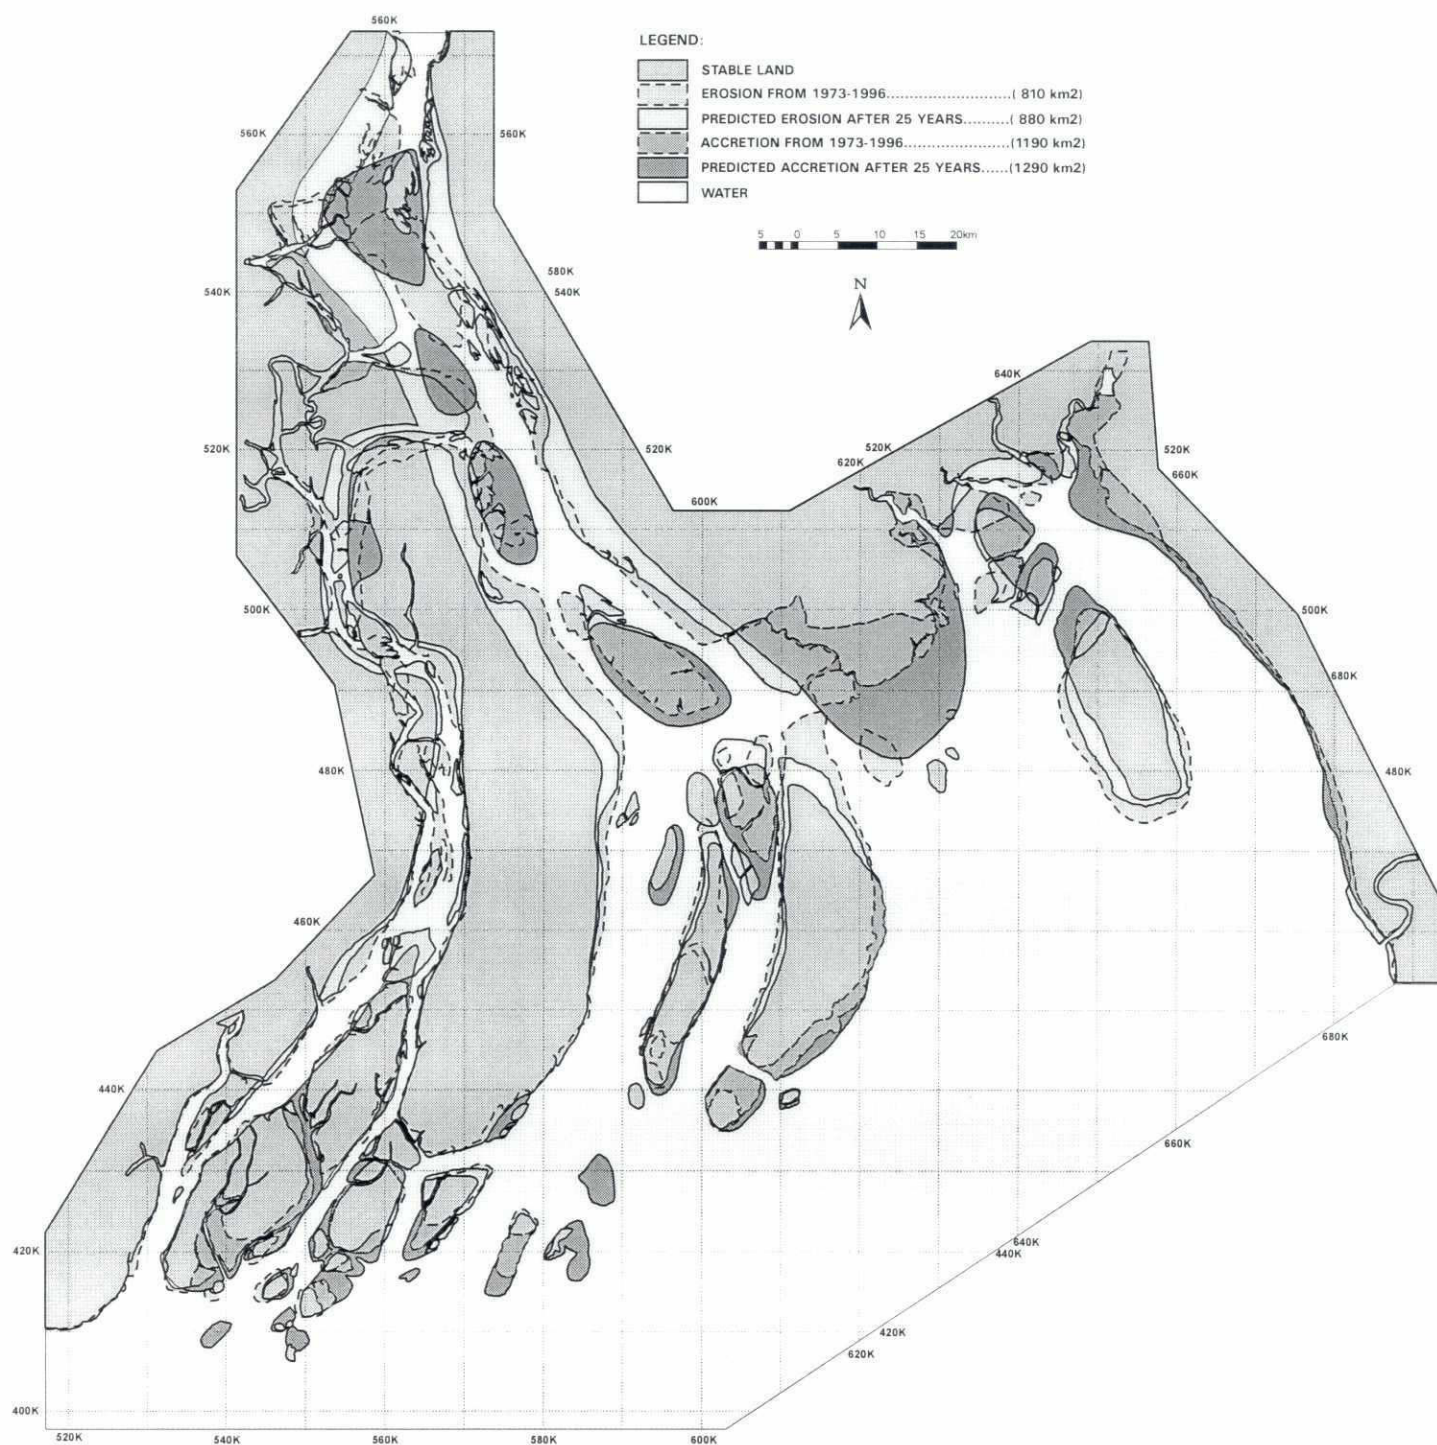 560K
LEGEND:
STABLE LAND
EROSION FROM 1973-1996..........................( 810 km2)
PREDICTED EROSION AFTER 25 YEARS..........( 880 km2)
ACCRETION FROM 1973-1996.......................(1190 km2)
PREDICTED ACCRETION AFTER 25 YEARS......(1290 km2)
WATER
560K
560K
5 0 5 10 15 20km
580K
540K
N
540K
640K
520K
520K
520K
620K
520K
660K
600K
500K
500K
680K
480K
480K
460K
680K
440K
660K
640K
440K
420K
420K
620K
400K
520K
540K
560K
580K
600K